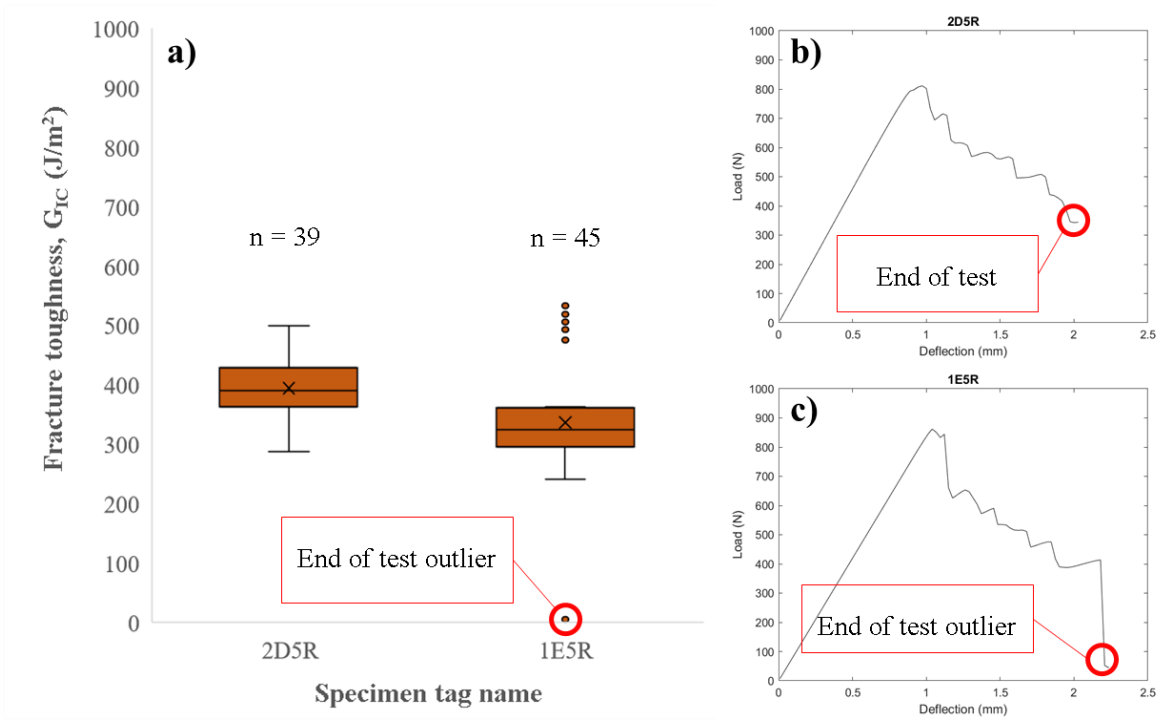 a)
1000
900
800
700
600
500
400
300
200
100
0
Fracture toughness, GIC (J/m²)
n = 39
n = 45
End of test outlier
2D5R
1E5R
Specimen tag name
b)
2D5R
1000
900
800
700
600
500
400
300
200
100
0
Load (N)
End of test
0
0.5
1
1.5
2
2.5
Deflection (mm)
c)
1E5R
1000
900
800
700
600
500
400
300
200
100
0
Load (N)
End of test outlier
0
0.5
1
1.5
2
2.5
Deflection (mm)